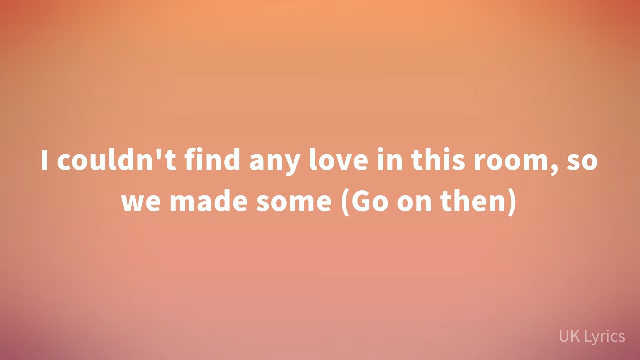 I couldn't find any love in this room, so
we made some (Go on then)
UK Lyrics